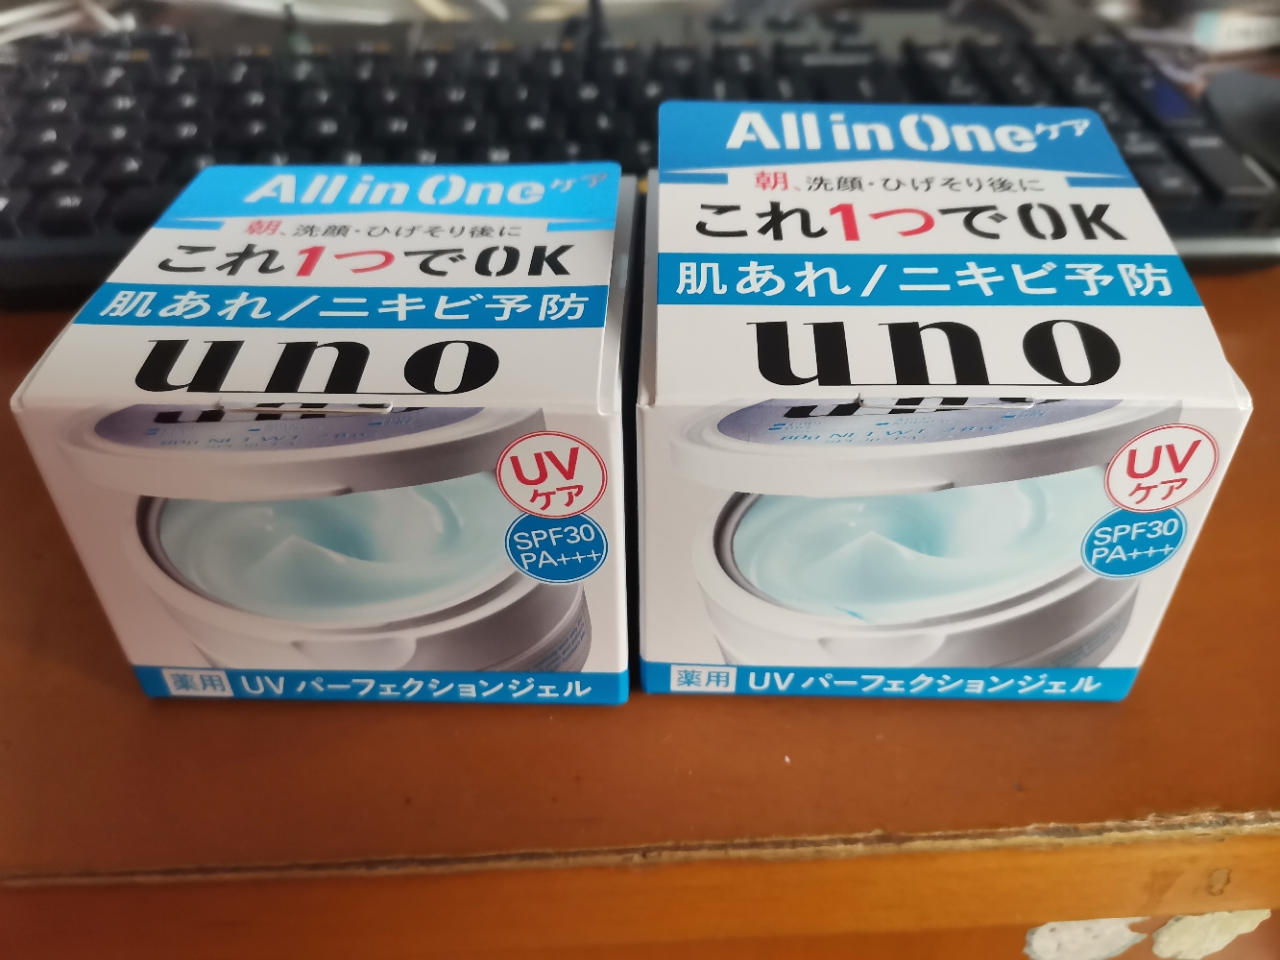 All in One ケア
朝、洗顔・ひげそり後に
これ1つでOK
肌あれ/ニキビ予防
uno
UV
ケア
SPF30
PA+++
薬用 UV パーフェクションジェル
All in One ケア
朝、洗顔・ひげそり後に
これ1つでOK
肌あれ/ニキビ予防
uno
UV
ケア
SPF30
PA+++
薬用 UV パーフェクションジェル